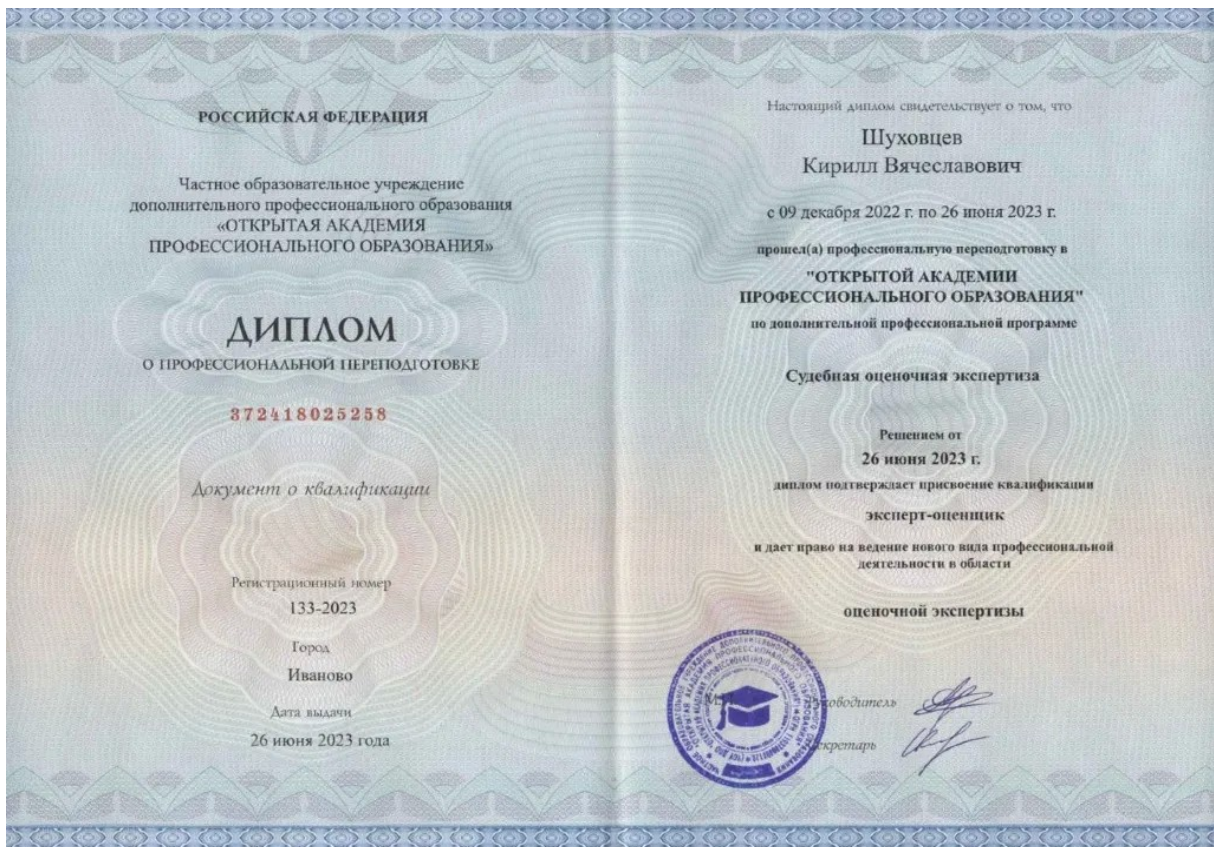 РОССИЙСКАЯ ФЕДЕРАЦИЯ
Частное образовательное учреждение
дополнительного профессионального образования
«ОТКРЫТАЯ АКАДЕМИЯ
ПРОФЕССИОНАЛЬНОГО ОБРАЗОВАНИЯ»
ДИПЛОМ
О ПРОФЕССИОНАЛЬНОЙ ПЕРЕПОДГОТОВКЕ
372418025258
Документ о квалификации
Регистрационный номер
133-2023
Город
Иваново
Дата выдачи
26 июня 2023 года
Настоящий диплом свидетельствует о том, что
Шуховцев
Кирилл Вячеславович
с 09 декабря 2022 г. по 26 июня 2023 г.
прошел(а) профессиональную переподготовку в
"ОТКРЫТОЙ АКАДЕМИИ
ПРОФЕССИОНАЛЬНОГО ОБРАЗОВАНИЯ"
по дополнительной профессиональной программе
Судебная оценочная экспертиза
Решением от
26 июня 2023 г.
диплом подтверждает присвоение квалификации
эксперт-оценщик
и дает право на ведение нового вида профессиональной
деятельности в области
оценочной экспертизы
Руководитель
Секретарь